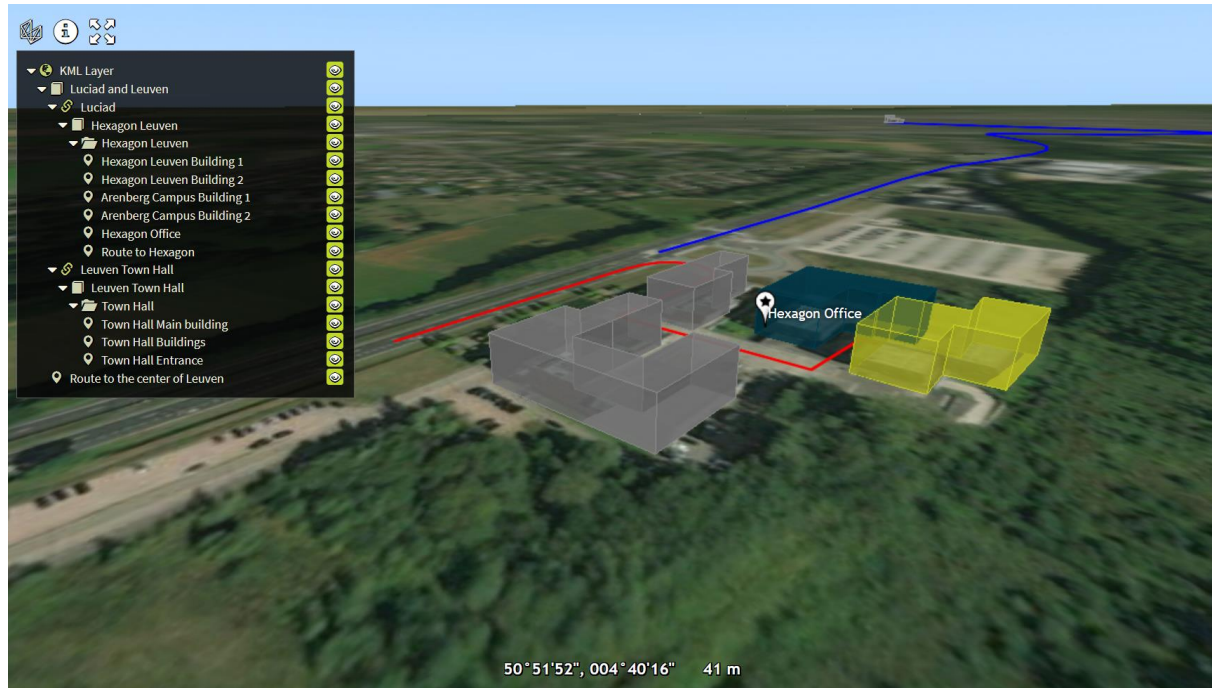 KML Layer
Luciad and Leuven
Luciad
Hexagon Leuven
Hexagon Leuven
Hexagon Leuven Building 1
Hexagon Leuven Building 2
Arenberg Campus Building 1
Arenberg Campus Building 2
Hexagon Office
Route to Hexagon
Leuven Town Hall
Leuven Town Hall
Town Hall
Town Hall Main building
Town Hall Buildings
Town Hall Entrance
Route to the center of Leuven
Hexagon Office
50°51'52", 004°40'16" 41 m